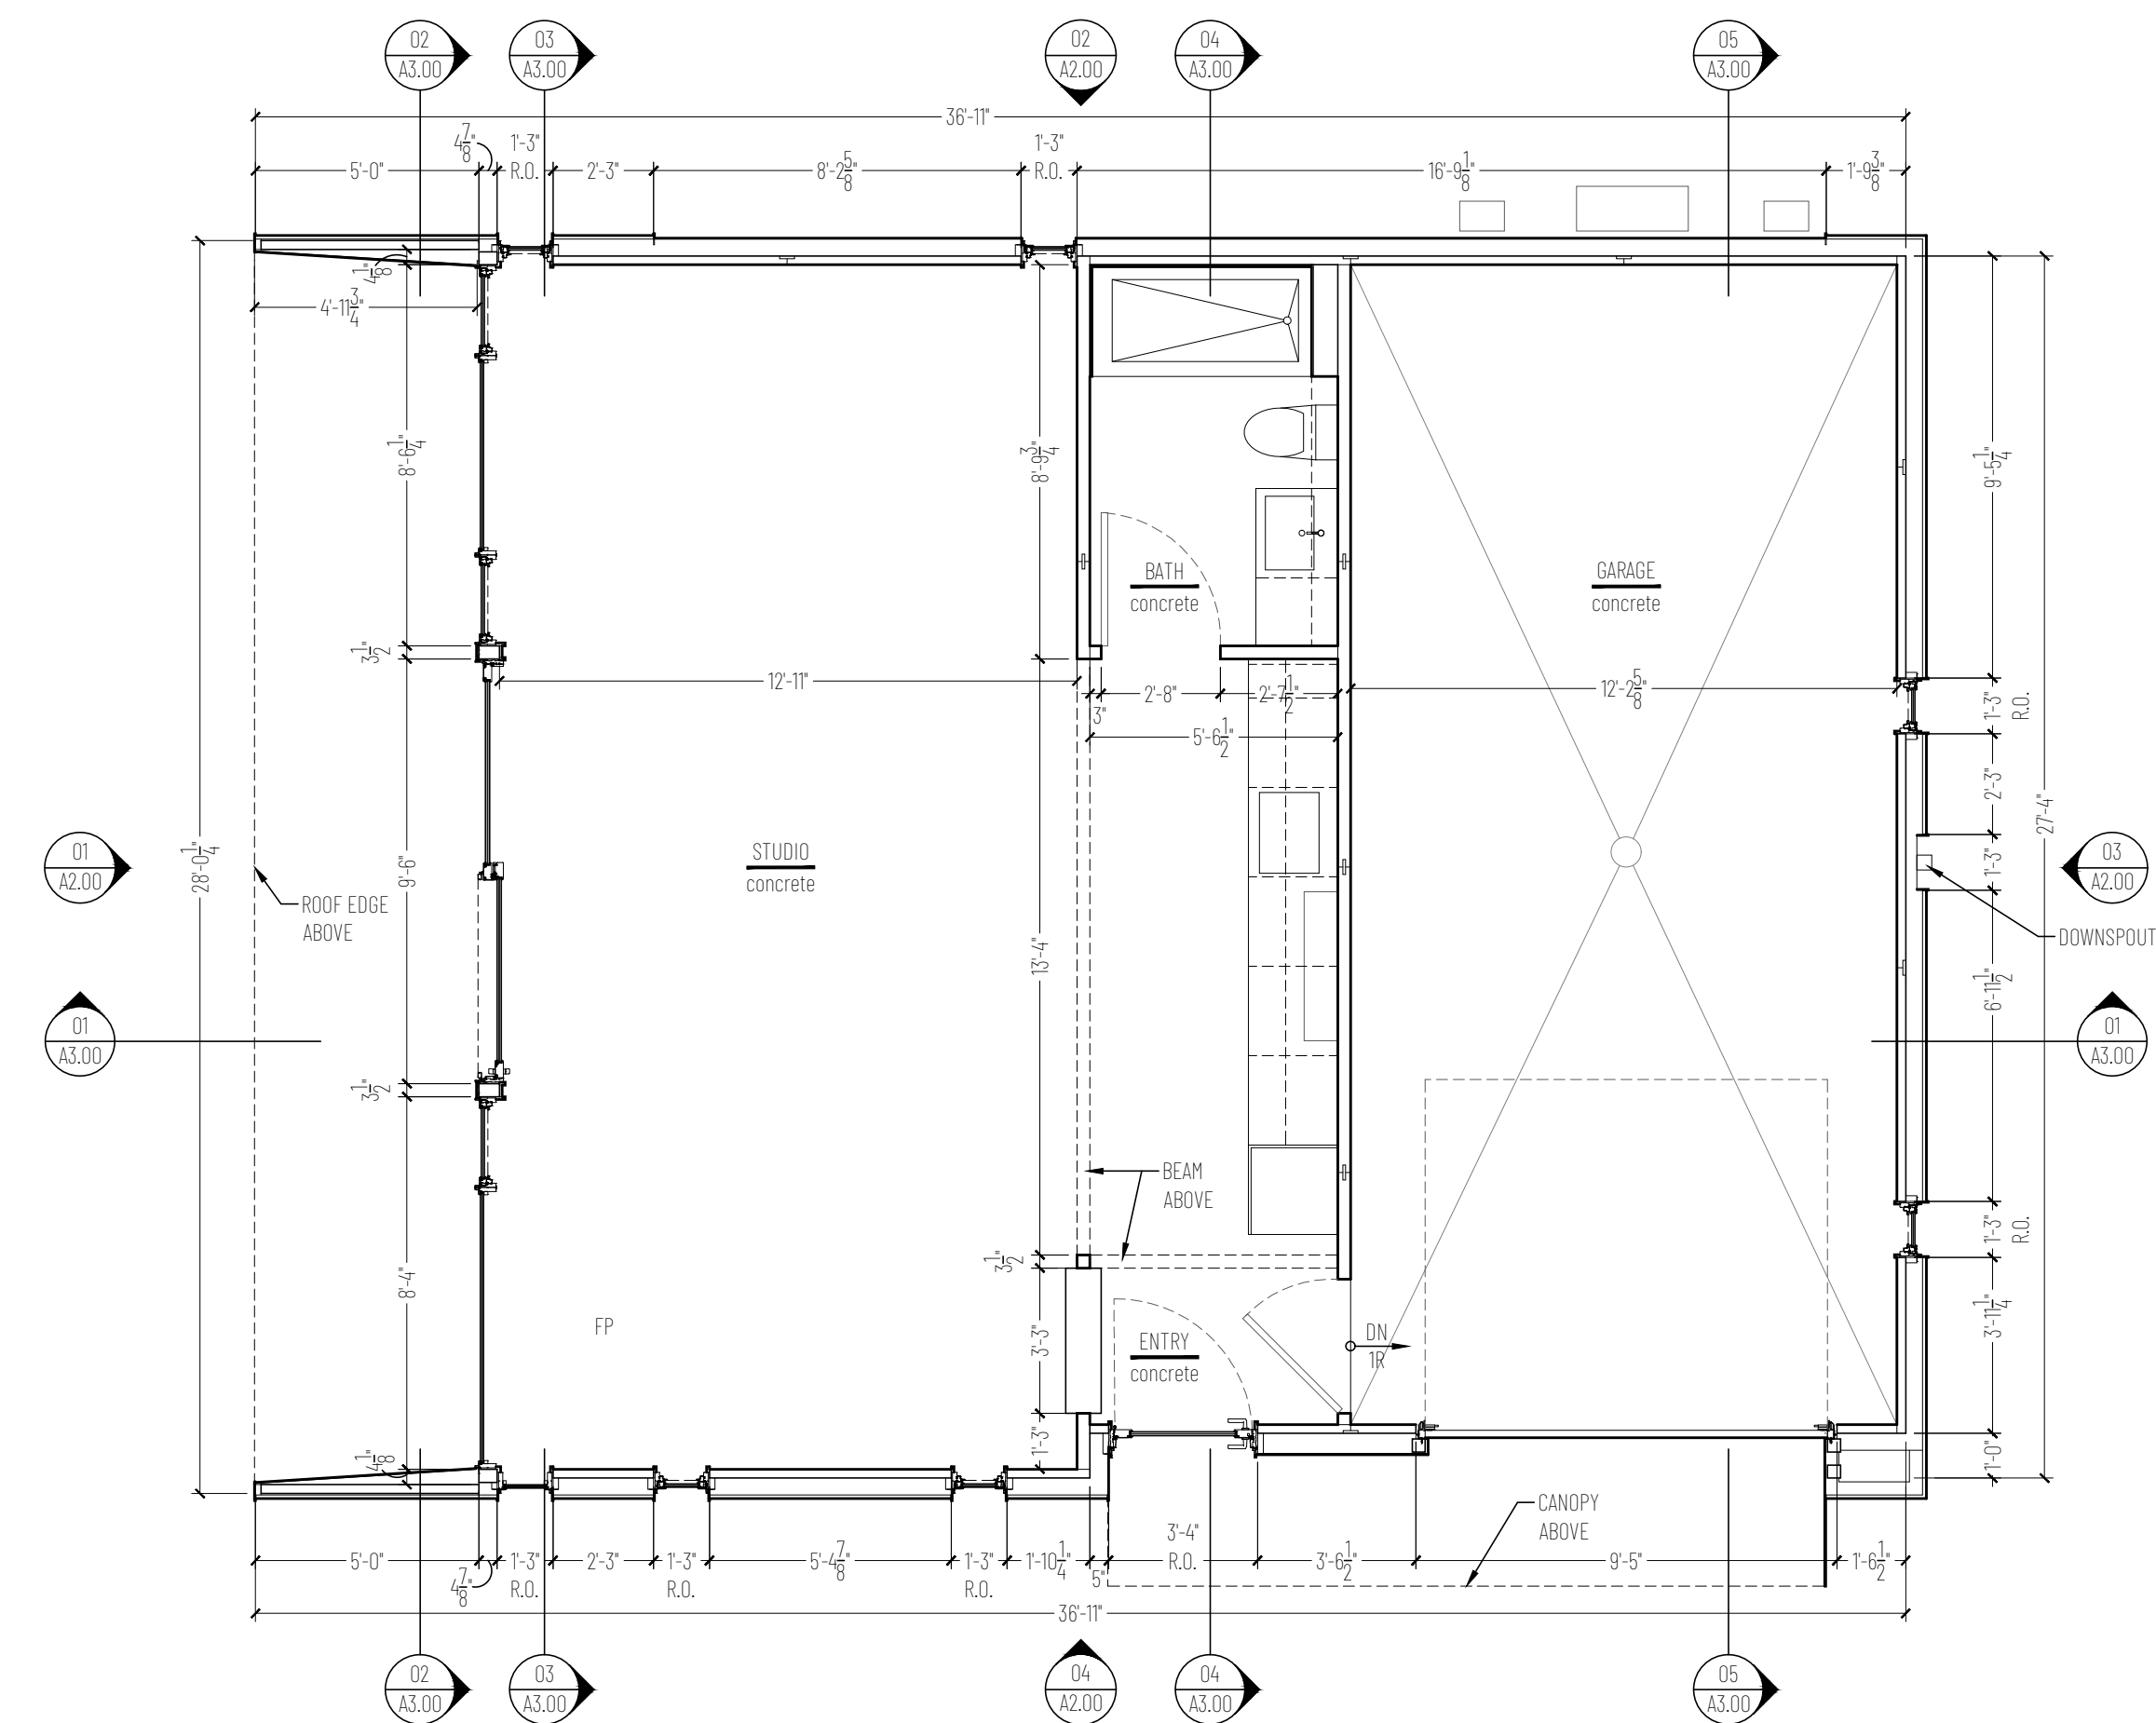 02
A3.00
03
A3.00
02
A2.00
04
A3.00
05
A3.00
36'-11"
5'-0"
4 7/8"
1'-3"
R.O.
2'-3"
8'-2 5/8"
1'-3"
R.O.
16'-9 1/8"
1'-9 3/8"
4 1/8"
4'-11 3/4"
8'-6 1/4"
8'-9 3/4"
9'-5 1/4"
BATH
concrete
GARAGE
concrete
3 1/2"
12'-11"
2'-8"
2'-7 1/2"
3"
12'-2 5/8"
1'-3"
R.O.
5'-6 1/2"
2'-3"
27'-4"
28'-0 1/4"
01
A2.00
9'-6"
STUDIO
concrete
1'-3"
03
A2.00
ROOF EDGE
ABOVE
DOWNSPOUT
13'-4"
6'-11 1/2"
01
A3.00
01
A3.00
3 1/2"
BEAM
ABOVE
1'-3"
R.O.
3 1/2"
8'-4"
3'-11 1/4"
FP
3'-3"
ENTRY
concrete
DN
1R
4 1/8"
1'-3"
1'-0"
CANOPY
ABOVE
5'-0"
4 7/8"
1'-3"
R.O.
2'-3"
1'-3"
R.O.
5'-4 7/8"
1'-3"
R.O.
1'-10 1/4"
5"
3'-4"
R.O.
3'-6 1/2"
9'-5"
1'-6 1/2"
36'-11"
02
A3.00
03
A3.00
04
A2.00
04
A3.00
05
A3.00